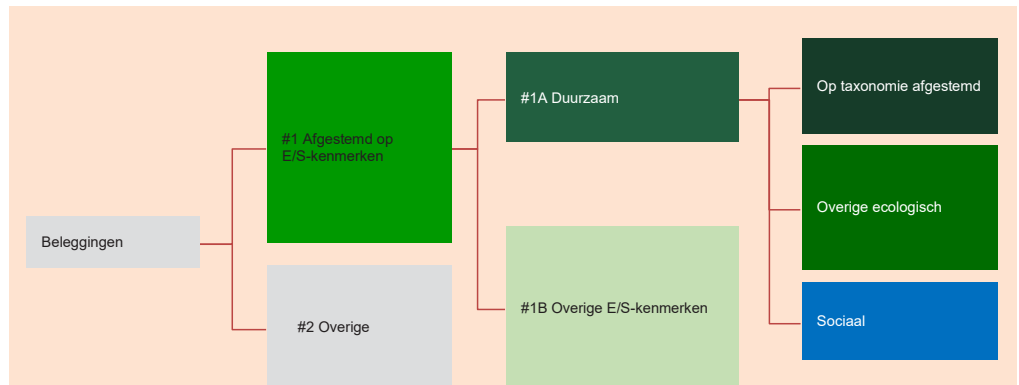 Beleggingen
#1 Afgestemd op
E/S-kenmerken
#2 Overige
#1A Duurzaam
#1B Overige E/S-kenmerken
Op taxonomie afgestemd
Overige ecologisch
Sociaal